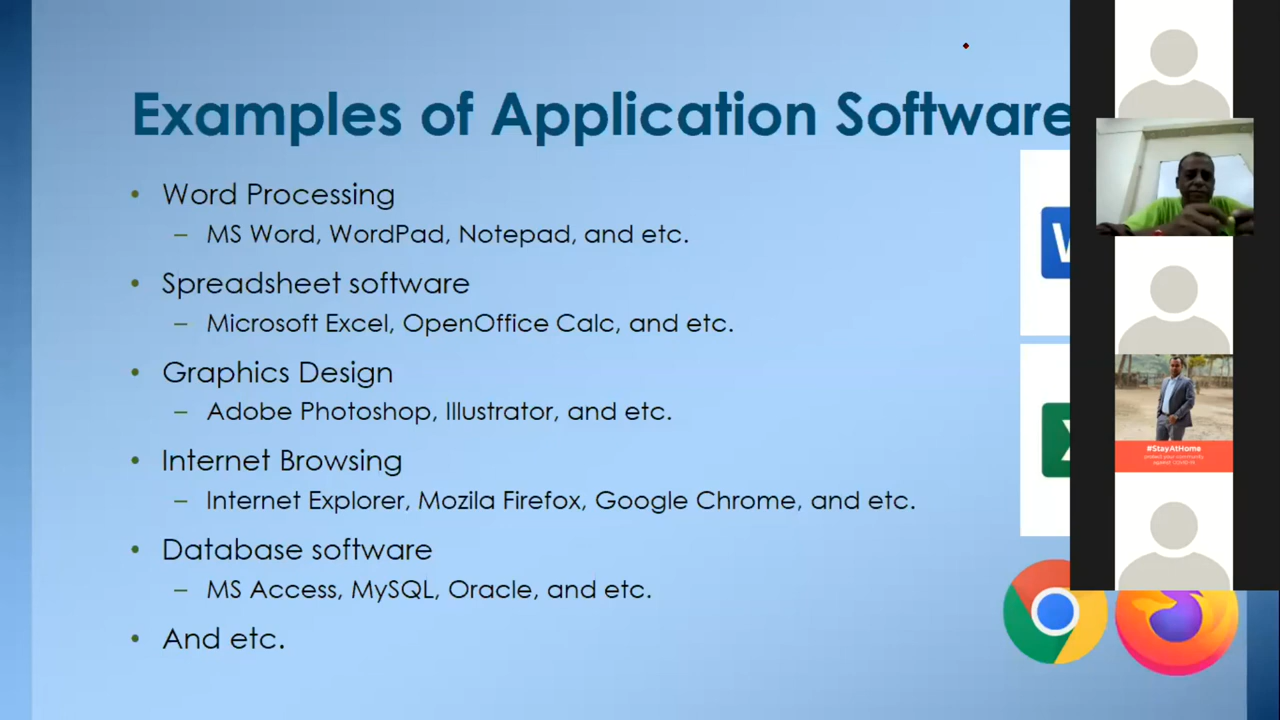 Examples of Application Software
• Word Processing
– MS Word, WordPad, Notepad, and etc.
• Spreadsheet software
– Microsoft Excel, OpenOffice Calc, and etc.
• Graphics Design
– Adobe Photoshop, Illustrator, and etc.
• Internet Browsing
– Internet Explorer, Mozila Firefox, Google Chrome, and etc.
• Database software
– MS Access, MySQL, Oracle, and etc.
• And etc.
#StayAtHome
protect your community
against COVID-19